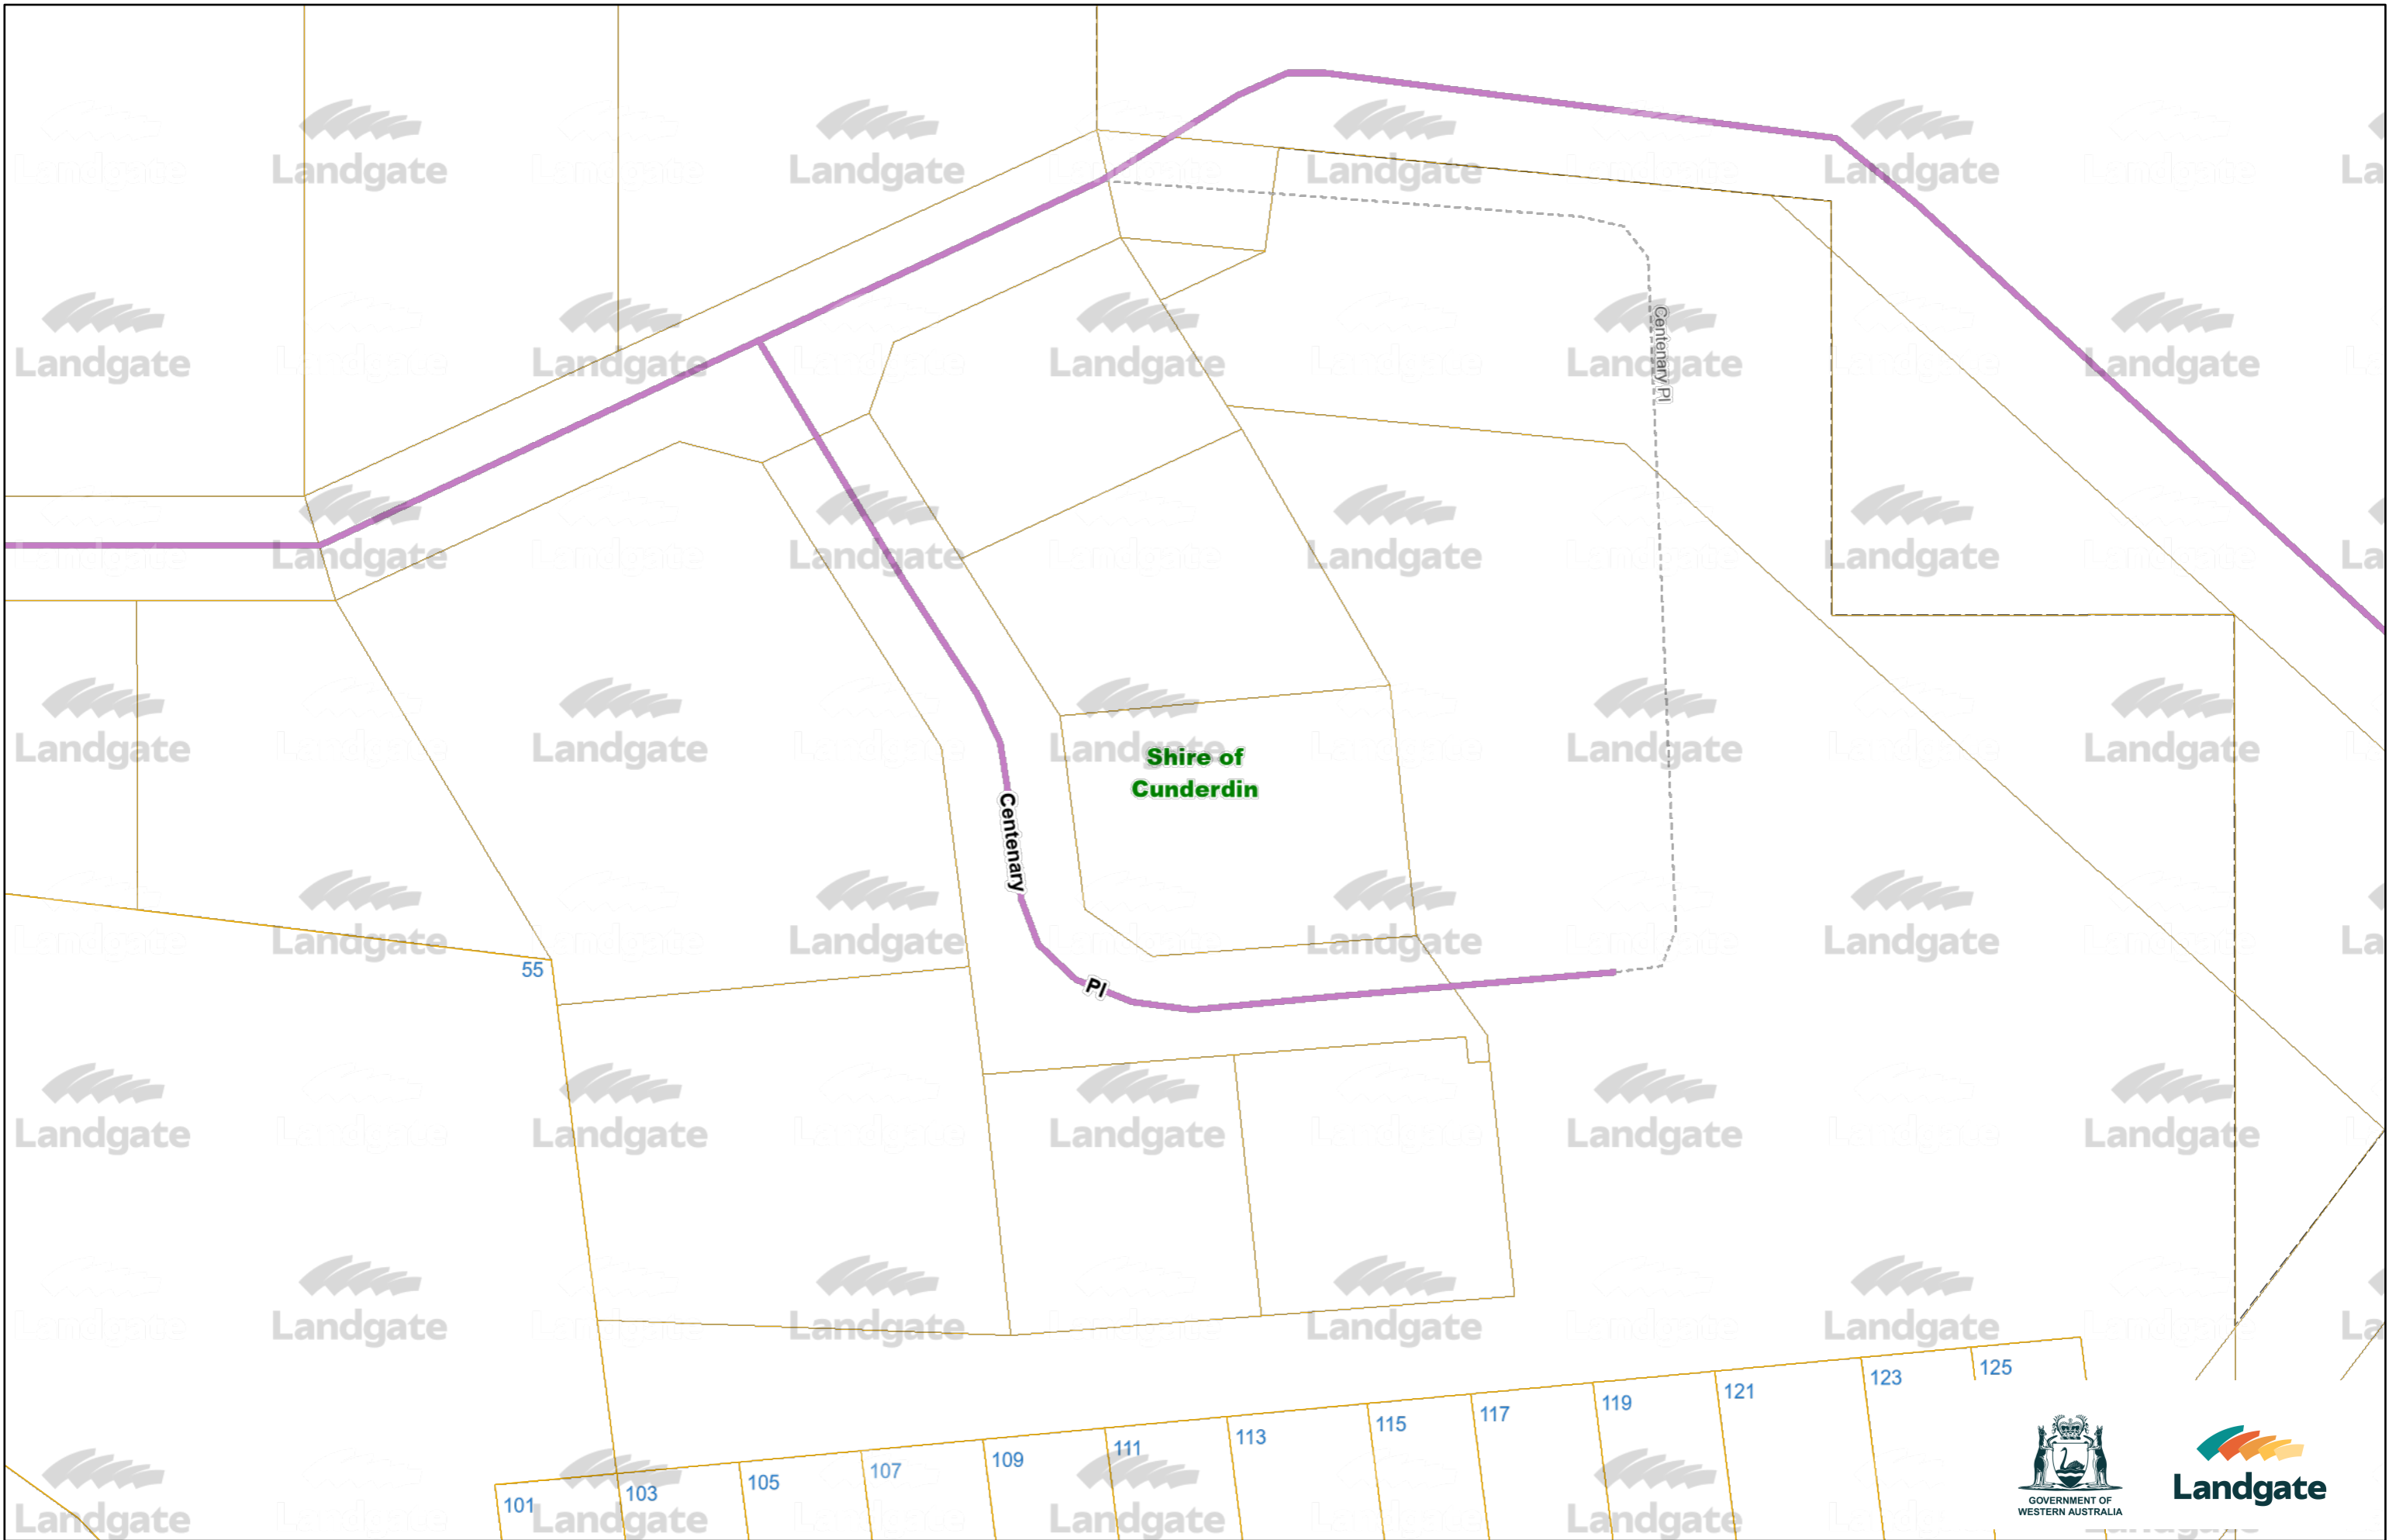 Centenary Pl
Shire of
Cunderdin
Centenary
Pl
55
125
123
121
119
117
115
113
111
109
107
105
103
101
GOVERNMENT OF
WESTERN AUSTRALIA
Landgate